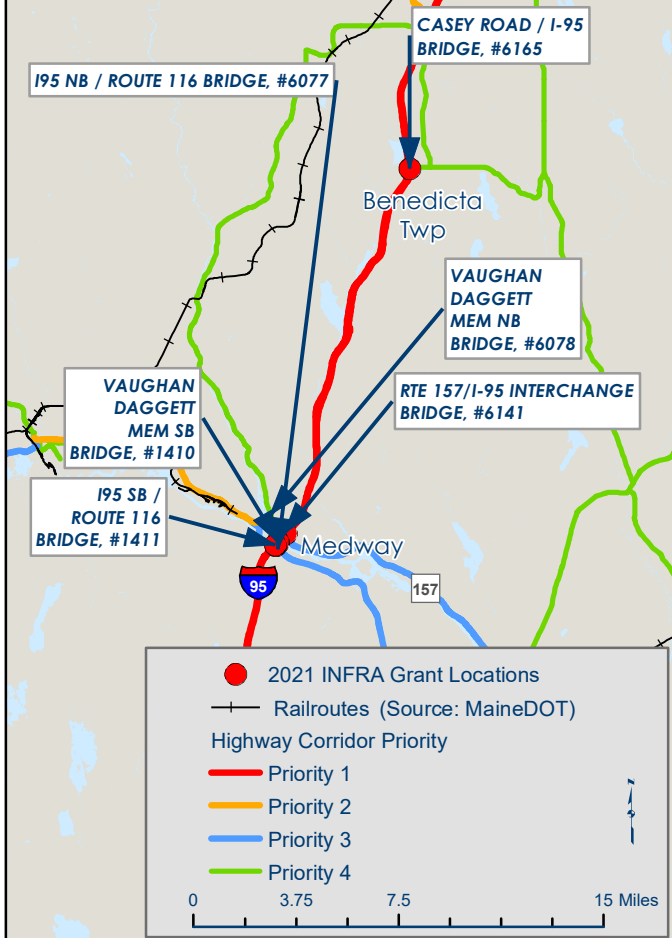 CASEY ROAD / I-95
BRIDGE, #6165
I95 NB / ROUTE 116 BRIDGE, #6077
Benedicta
Twp
VAUGHAN
DAGGETT
MEM NB
BRIDGE, #6078
VAUGHAN
DAGGETT
MEM SB
BRIDGE, #1410
RTE 157/I-95 INTERCHANGE
BRIDGE, #6141
I95 SB /
ROUTE 116
BRIDGE, #1411
Medway
95
157
2021 INFRA Grant Locations
Railroutes (Source: MaineDOT)
Highway Corridor Priority
Priority 1
Priority 2
Priority 3
Priority 4
0 3.75 7.5 15 Miles